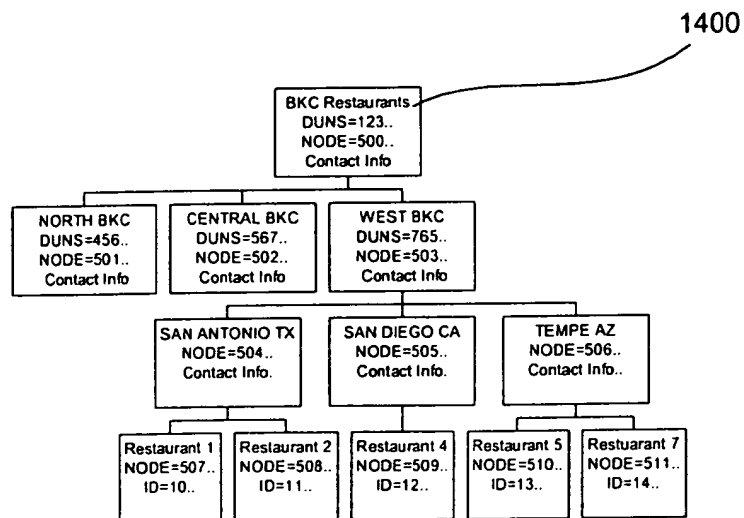 1400
BKC Restaurants
DUNS=123..
NODE=500..
Contact Info
NORTH BKC
DUNS=456..
NODE=501..
Contact Info
CENTRAL BKC
DUNS=567..
NODE=502..
Contact Info
WEST BKC
DUNS=765..
NODE=503..
Contact Info
SAN ANTONIO TX
NODE=504..
Contact Info.
SAN DIEGO CA
NODE=505..
Contact Info.
TEMPE AZ
NODE=506..
Contact Info..
Restaurant 1
NODE=507..
ID=10..
Restaurant 2
NODE=508..
ID=11..
Restaurant 4
NODE=509..
ID=12..
Restaurant 5
NODE=510..
ID=13..
Restuarant 7
NODE=511..
ID=14..